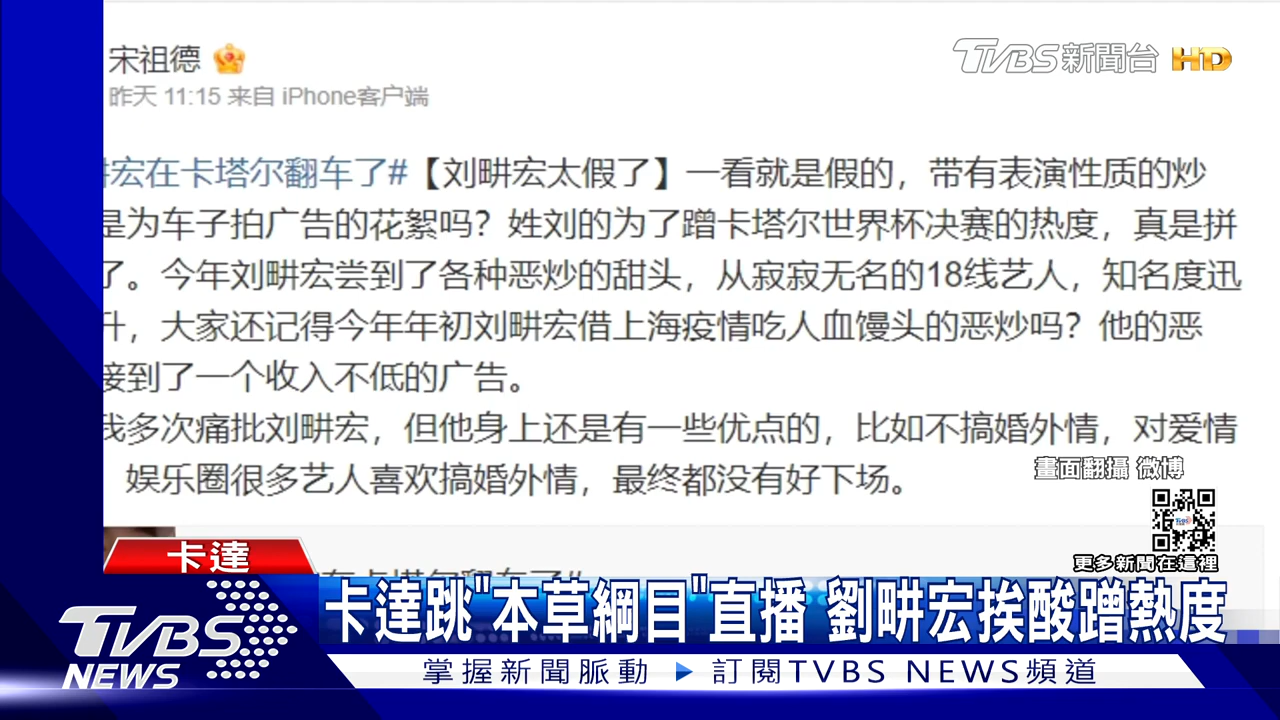 宋祖德
TVBS新聞台 HD
昨天 11:15 来自 iPhone客户端
宏在卡塔尔翻车了#【刘畊宏太假了】一看就是假的，带有表演性质的炒
是为车子拍广告的花絮吗？姓刘的为了蹭卡塔尔世界杯决赛的热度，真是拼
了。今年刘畊宏尝到了各种恶炒的甜头，从寂寂无名的18线艺人，知名度迅
升，大家还记得今年年初刘畊宏借上海疫情吃人血馒头的恶炒吗？他的恶
接到了一个收入不低的广告。
我多次痛批刘畊宏，但他身上还是有一些优点的，比如不搞婚外情，对爱情
，娱乐圈很多艺人喜欢搞婚外情，最终都没有好下场。
畫面翻攝 微博
更多新聞在這裡
卡達
卡達跳"本草綱目"直播 劉畊宏挨酸蹭熱度
TVBS NEWS
掌握新聞脈動 ▶ 訂閱TVBS NEWS頻道